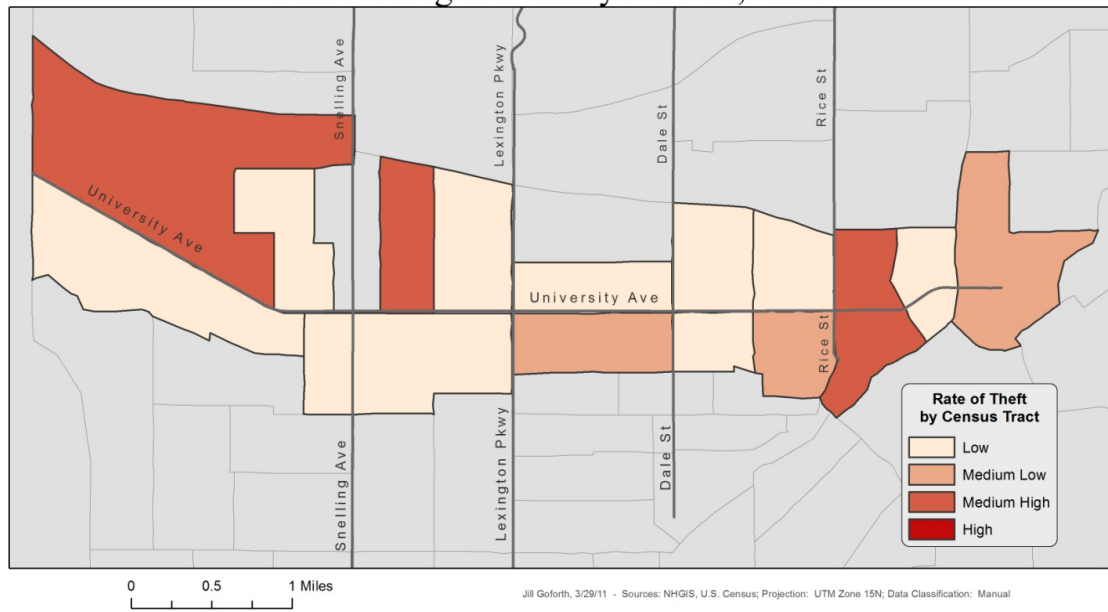 Snelling Ave
Lexington Pkwy
Dale St
Rice St
University Ave
University Ave
Rice St
Snelling Ave
Lexington Pkwy
Dale St
Rate of Theft
by Census Tract
Low
Medium Low
Medium High
High
0 0.5 1 Miles
Jill Goforth, 3/29/11 - Sources: NHGIS, U.S. Census; Projection: UTM Zone 15N; Data Classification: Manual